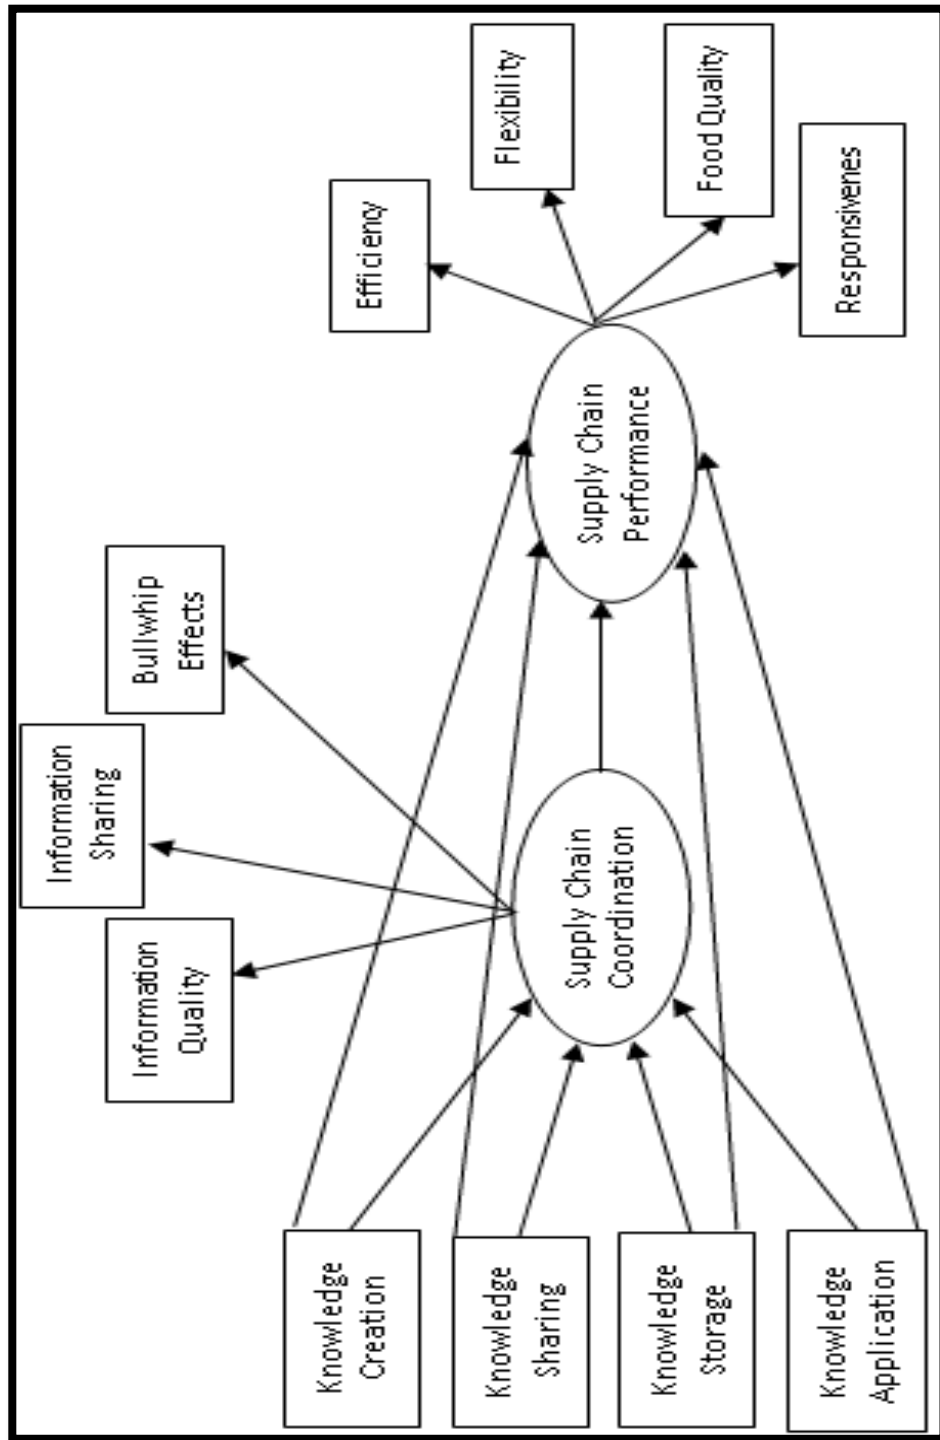 Knowledge
Creation
Knowledge
Sharing
Knowledge
Storage
Knowledge
Application
Information
Quality
Information
Sharing
Bullwhip
Effects
Supply Chain
Coordination
Supply Chain
Performance
Efficiency
Flexibility
Food Quality
Responsivenes